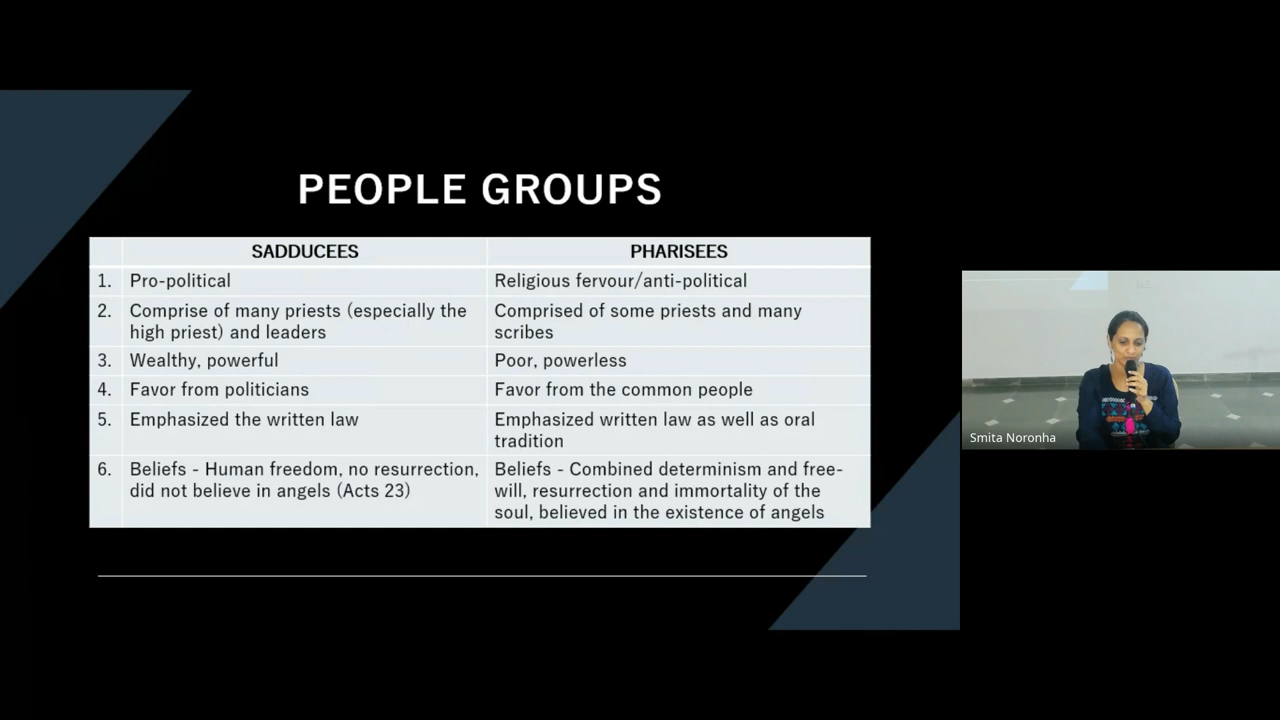 PEOPLE GROUPS
SADDUCEES PHARISEES
1. Pro-political Religious fervour/anti-political
2. Comprise of many priests (especially the Comprised of some priests and many
high priest) and leaders scribes
3. Wealthy, powerful Poor, powerless
4. Favor from politicians Favor from the common people
5. Emphasized the written law Emphasized written law as well as oral
tradition
6. Beliefs - Human freedom, no resurrection, Beliefs - Combined determinism and free-
did not believe in angels (Acts 23) will, resurrection and immortality of the
soul, believed in the existence of angels
Smita Noronha